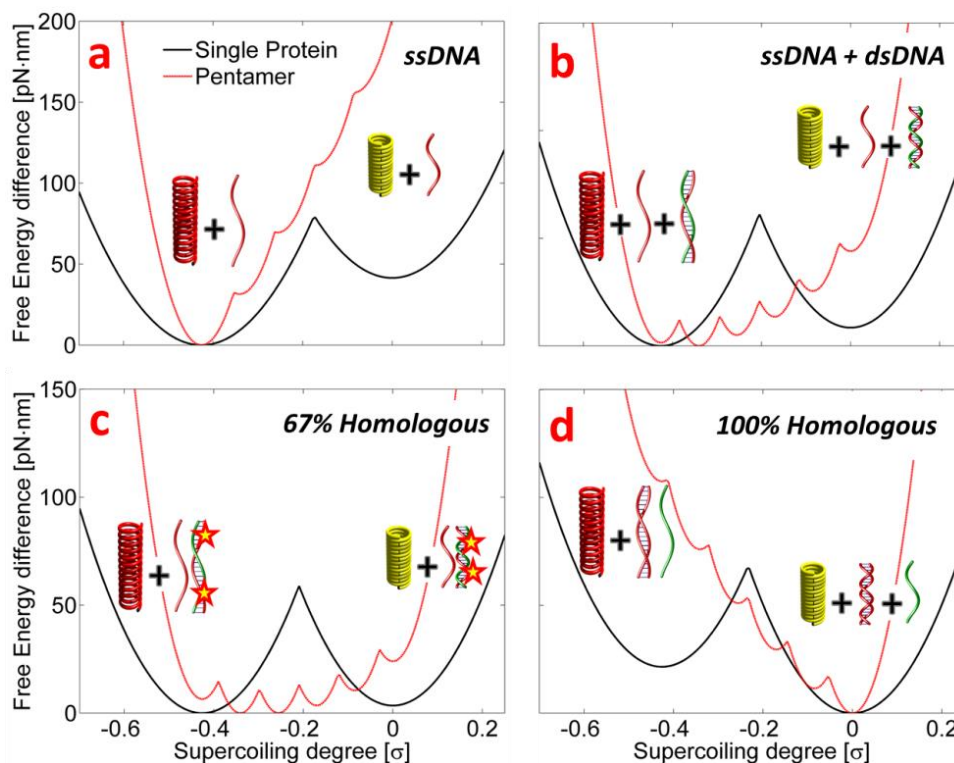 a
Single Protein
Pentamer
ssDNA
b
ssDNA + dsDNA
Free Energy difference [pN·nm]
200
150
100
50
0
c
67% Homologous
d
100% Homologous
Free Energy difference [pN·nm]
150
100
50
0
-0.6
-0.4
-0.2
0
0.2
Supercoiling degree [σ]
-0.6
-0.4
-0.2
0
0.2
Supercoiling degree [σ]